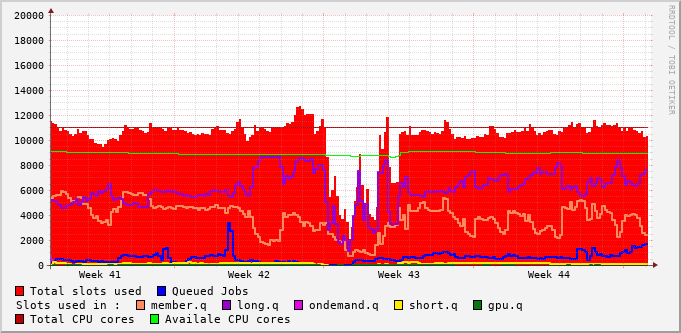 20000
18000
16000
14000
12000
10000
8000
6000
4000
2000
0
Week 41 Week 42 Week 43 Week 44
RRDTOOL / TOBI OETIKER
Total slots used Queued Jobs
Slots used in : member.q long.q ondemand.q short.q gpu.q
Total CPU cores Availale CPU cores